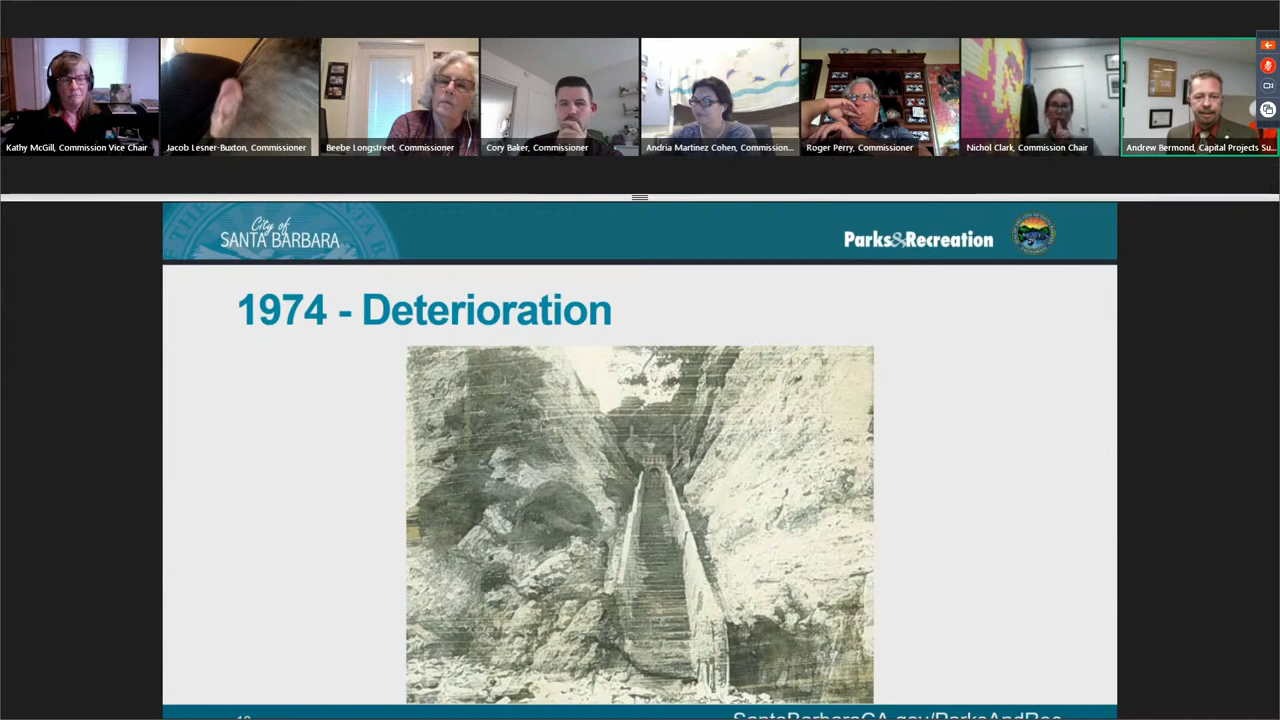 Kathy McGill, Commission Vice Chair
Jacob Lesner-Buxton, Commissioner
Beebe Longstreet, Commissioner
Cory Baker, Commissioner
Andria Martinez Cohen, Commission...
Roger Perry, Commissioner
Nichol Clark, Commission Chair
Andrew Bermond, Capital Projects Su...
City of
SANTA BARBARA
Parks&Recreation
1974 - Deterioration
SantaBarbaraCA.gov/ParksAndRec